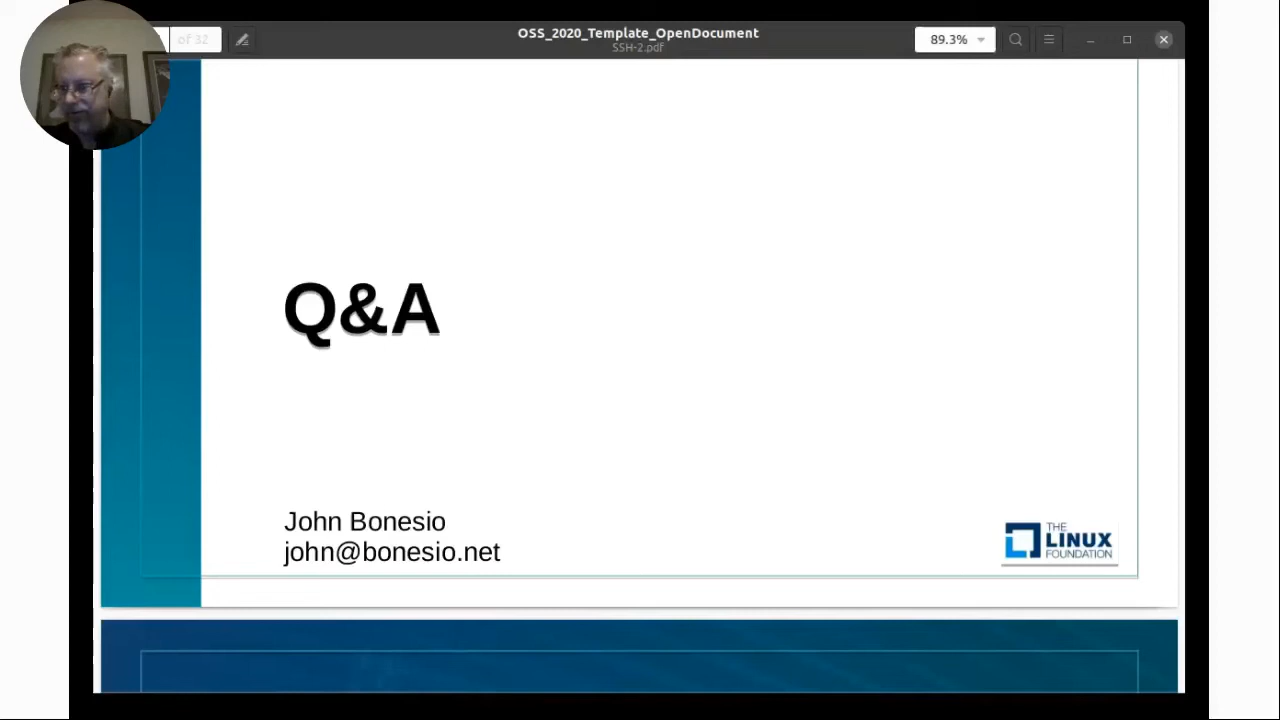 of 32
OSS_2020_Template_OpenDocument
SSH-2.pdf
89.3%
Q&A
John Bonesio
john@bonesio.net
THE
LINUX
FOUNDATION